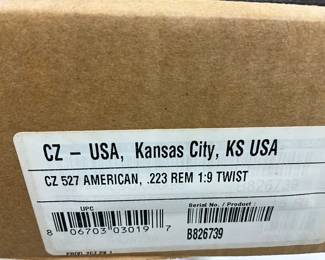 CZ – USA, Kansas City, KS USA
CZ 527 AMERICAN, .223 REM 1:9 TWIST
UPC
Serial No. / Product
8 06703 03019 7
B826739